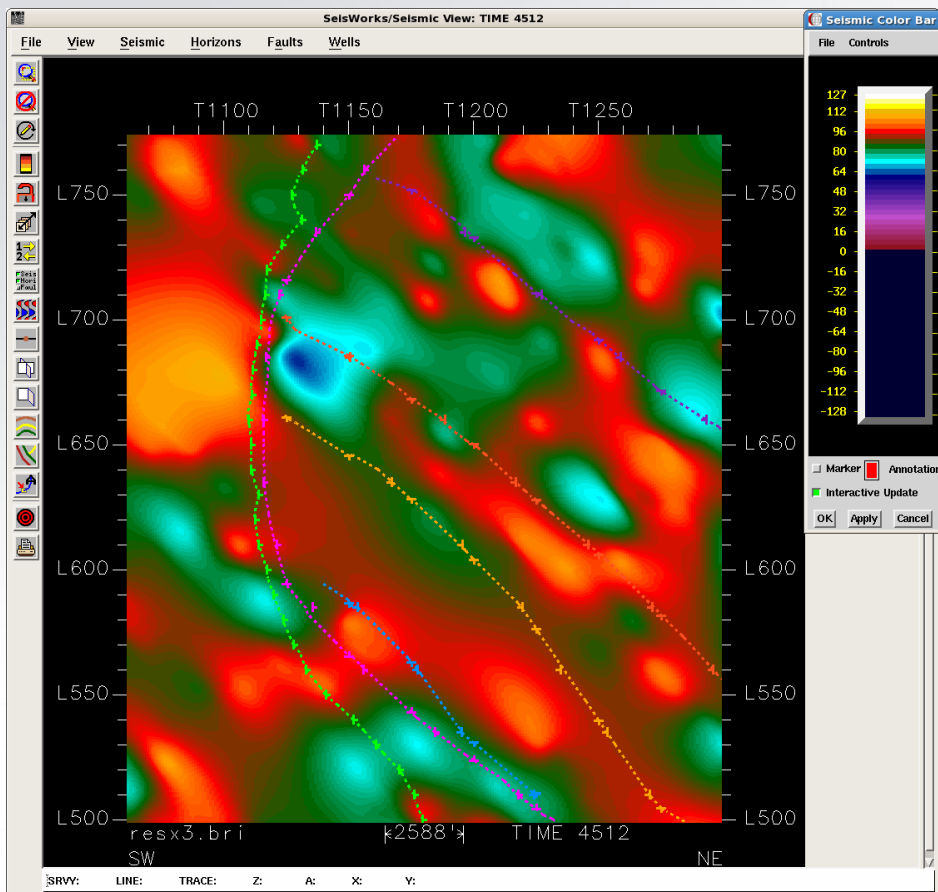 SeisWorks/Seismic View: TIME 4512
File View Seismic Horizons Faults Wells
T1100 T1150 T1200 T1250
L750 L750
L700 L700
L650 L650
L600 L600
L550 L550
L500 L500
resx3.bri 2588' TIME 4512
SW NE
SRVY: LINE: TRACE: Z: A: X: Y:
Seismic Color Bar
File Controls
127
112
96
80
64
48
32
16
0
-16
-32
-48
-64
-80
-96
-112
-128
Marker Annotation
Interactive Update
OK Apply Cancel